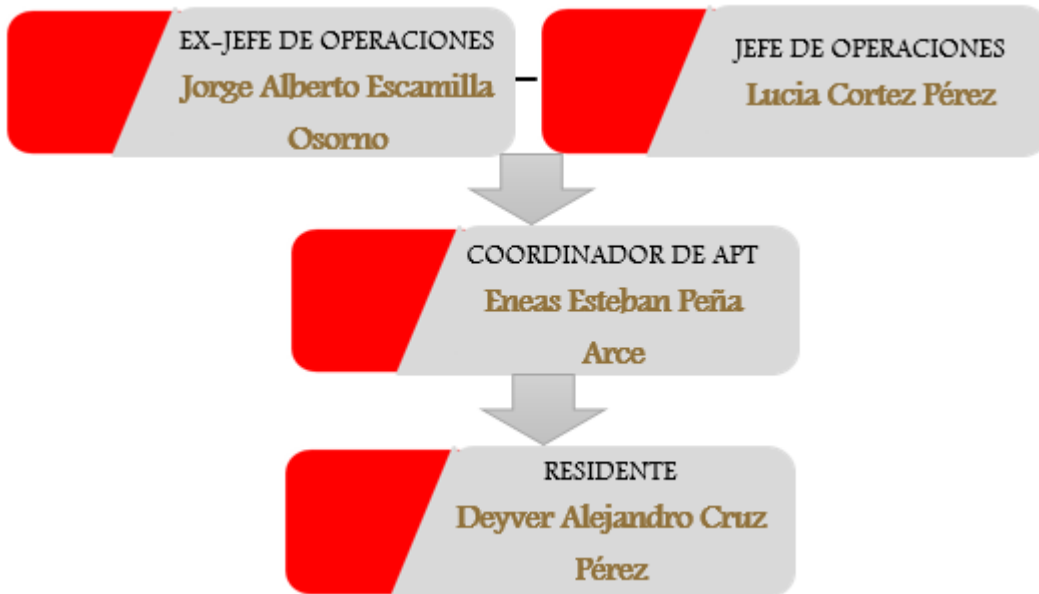 EX-JEFE DE OPERACIONES
Jorge Alberto Escamilla
Osorno
JEFE DE OPERACIONES
Lucia Cortez Pérez
COORDINADOR DE APT
Eneas Esteban Peña
Arce
RESIDENTE
Deyver Alejandro Cruz
Pérez